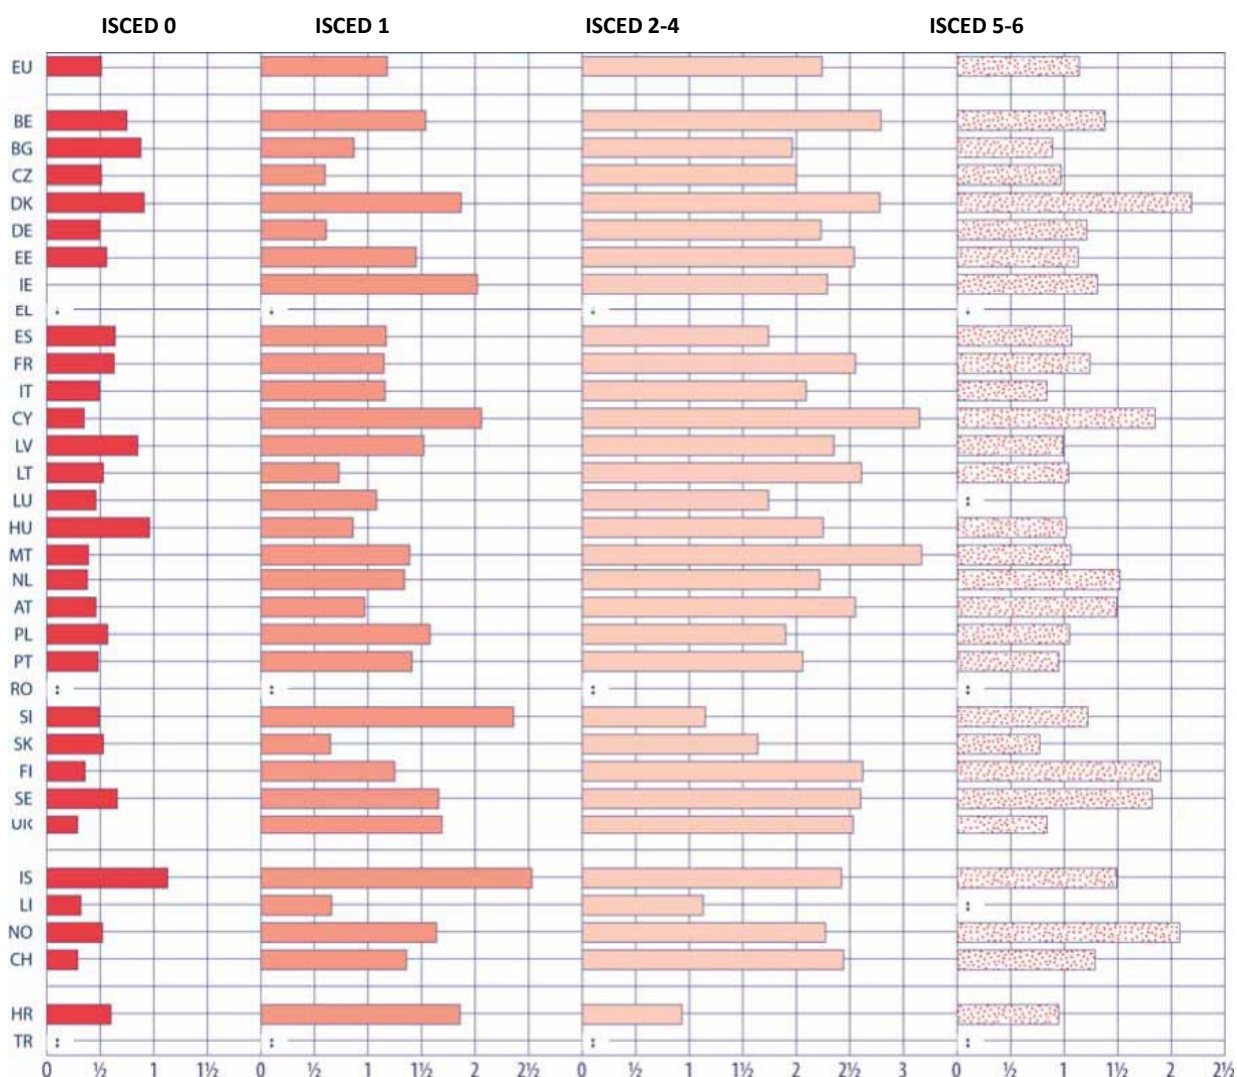 ISCED 0 ISCED 1 ISCED 2-4 ISCED 5-6
EU
BE
BG
CZ
DK
DE
EE
IE
EL : : : :
ES
FR
IT
CY
LV
LT
LU :
HU
MT
NL
AT
PL
PT
RO : : : :
SI
SK
FI
SE
UK
IS
LI :
NO
CH
HR
TR : : : :
0 ½ 1 1½ 0 ½ 1 1½ 2 2½ 0 ½ 1 1½ 2 2½ 3 0 ½ 1 1½ 2 2½